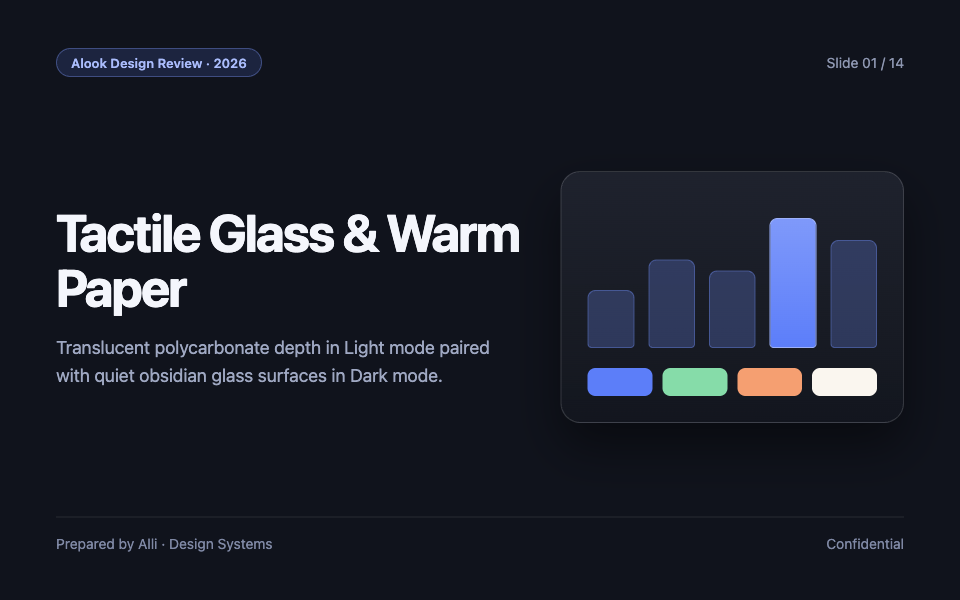 Alook Design Review · 2026
Slide 01 / 14
Tactile Glass & Warm
Paper
Translucent polycarbonate depth in Light mode paired
with quiet obsidian glass surfaces in Dark mode.
Prepared by Alli · Design Systems
Confidential